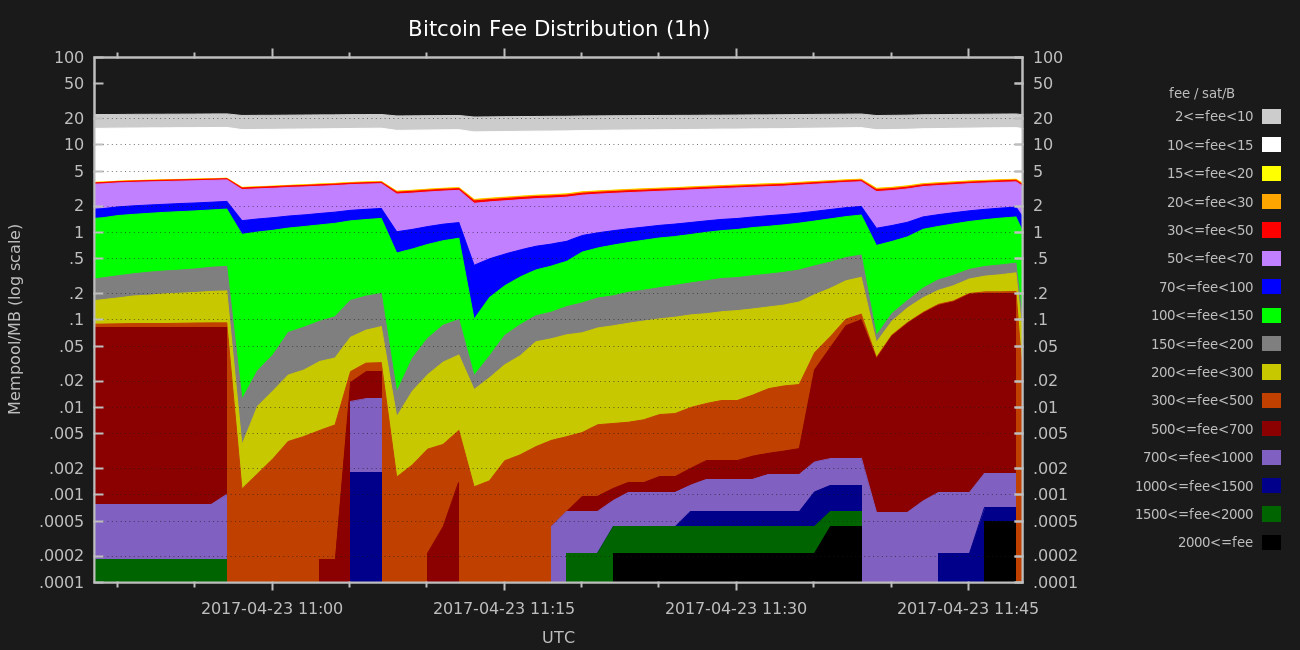 Bitcoin Fee Distribution (1h)
Mempool/MB (log scale)
100
50
20
10
5
2
1
.5
.2
.1
.05
.02
.01
.005
.002
.001
.0005
.0002
.0001
100
50
20
10
5
2
1
.5
.2
.1
.05
.02
.01
.005
.002
.001
.0005
.0002
.0001
2017-04-23 11:00
2017-04-23 11:15
2017-04-23 11:30
2017-04-23 11:45
UTC
fee / sat/B
2<=fee<10
10<=fee<15
15<=fee<20
20<=fee<30
30<=fee<50
50<=fee<70
70<=fee<100
100<=fee<150
150<=fee<200
200<=fee<300
300<=fee<500
500<=fee<700
700<=fee<1000
1000<=fee<1500
1500<=fee<2000
2000<=fee